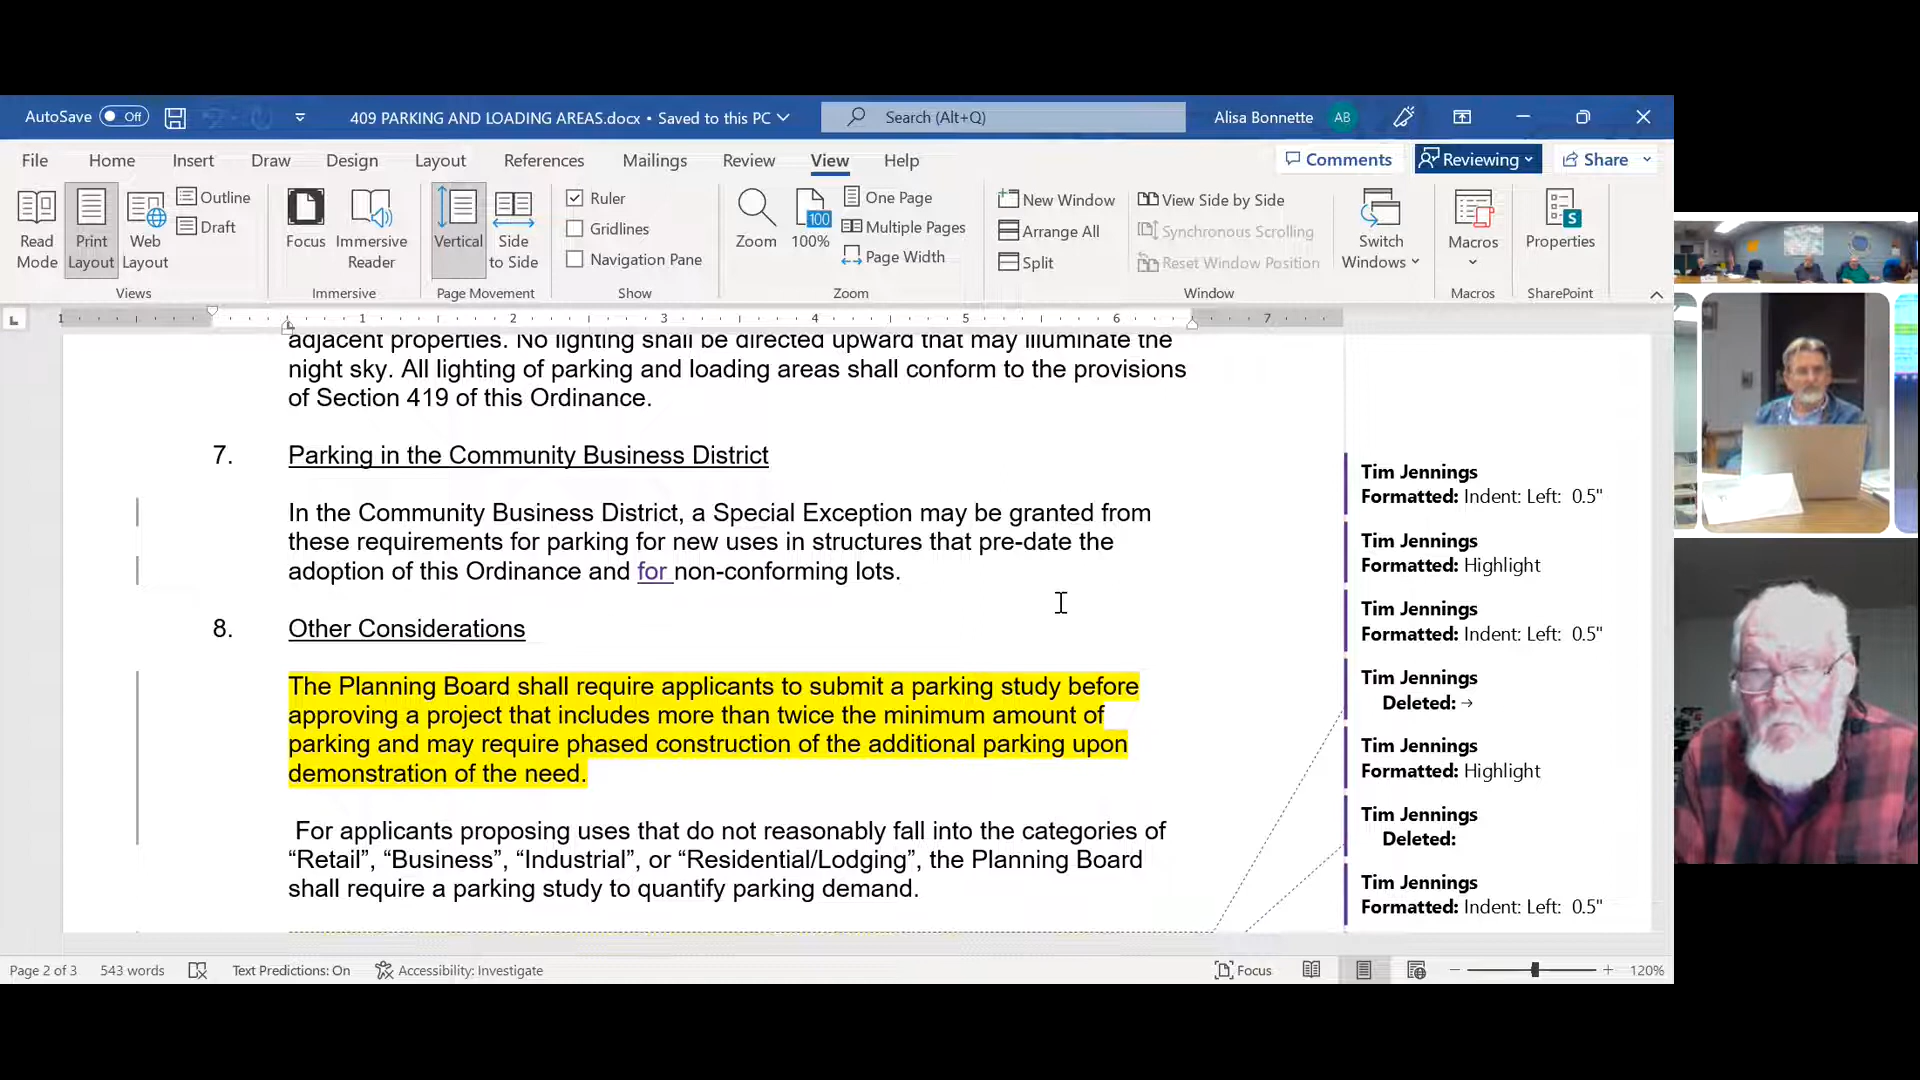 AutoSave Off
409 PARKING AND LOADING AREAS.docx • Saved to this PC
Search (Alt+Q)
Alisa Bonnette AB
File Home Insert Draw Design Layout References Mailings Review View Help
Comments Reviewing Share
Read Mode
Print Layout
Web Layout
Outline
Draft
Views
Focus
Immersive Reader
Immersive
Vertical
Side to Side
Page Movement
Ruler
Gridlines
Navigation Pane
Show
Zoom
100
100%
One Page
Multiple Pages
Page Width
Zoom
New Window
Arrange All
Split
View Side by Side
Synchronous Scrolling
Reset Window Position
Switch Windows
Window
Macros
Macros
S
Properties
SharePoint
L
1 1 2 3 4 5 6 7
adjacent properties. No lighting shall be directed upward that may illuminate the
night sky. All lighting of parking and loading areas shall conform to the provisions
of Section 419 of this Ordinance.
7. Parking in the Community Business District
In the Community Business District, a Special Exception may be granted from
these requirements for parking for new uses in structures that pre-date the
adoption of this Ordinance and for non-conforming lots.
8. Other Considerations
The Planning Board shall require applicants to submit a parking study before
approving a project that includes more than twice the minimum amount of
parking and may require phased construction of the additional parking upon
demonstration of the need.
For applicants proposing uses that do not reasonably fall into the categories of
“Retail”, “Business”, “Industrial”, or “Residential/Lodging”, the Planning Board
shall require a parking study to quantify parking demand.
Tim Jennings
Formatted: Indent: Left: 0.5"
Tim Jennings
Formatted: Highlight
Tim Jennings
Formatted: Indent: Left: 0.5"
Tim Jennings
Deleted: →
Tim Jennings
Formatted: Highlight
Tim Jennings
Deleted:
Tim Jennings
Formatted: Indent: Left: 0.5"
Page 2 of 3 543 words Text Predictions: On Accessibility: Investigate
Focus 120%